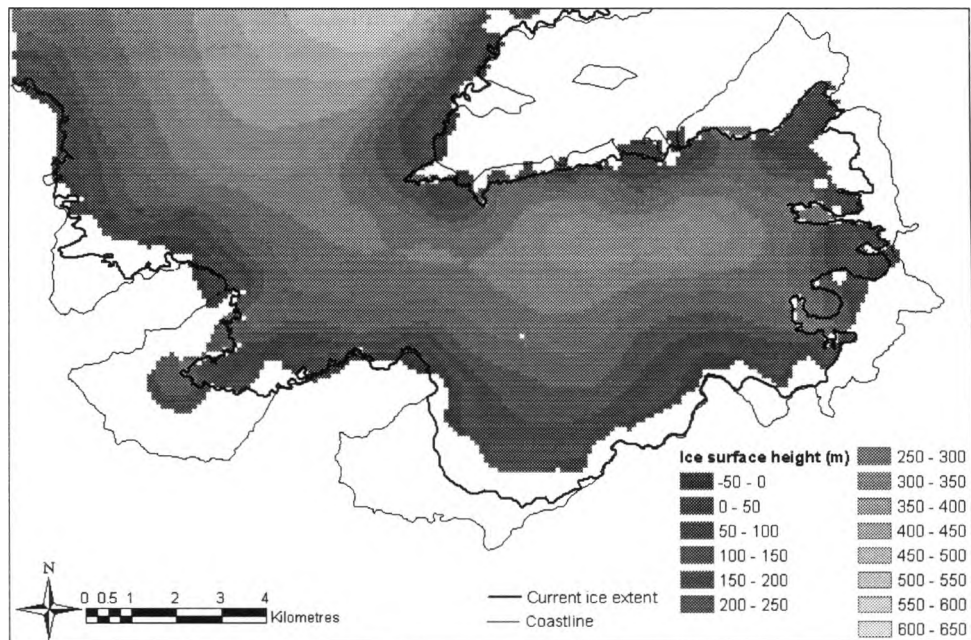 Ice surface height (m)
-50 - 0
0 - 50
50 - 100
100 - 150
150 - 200
200 - 250
250 - 300
300 - 350
350 - 400
400 - 450
450 - 500
500 - 550
550 - 600
600 - 650
N
0 0.5 1 2 3 4
Kilometres
Current ice extent
Coastline